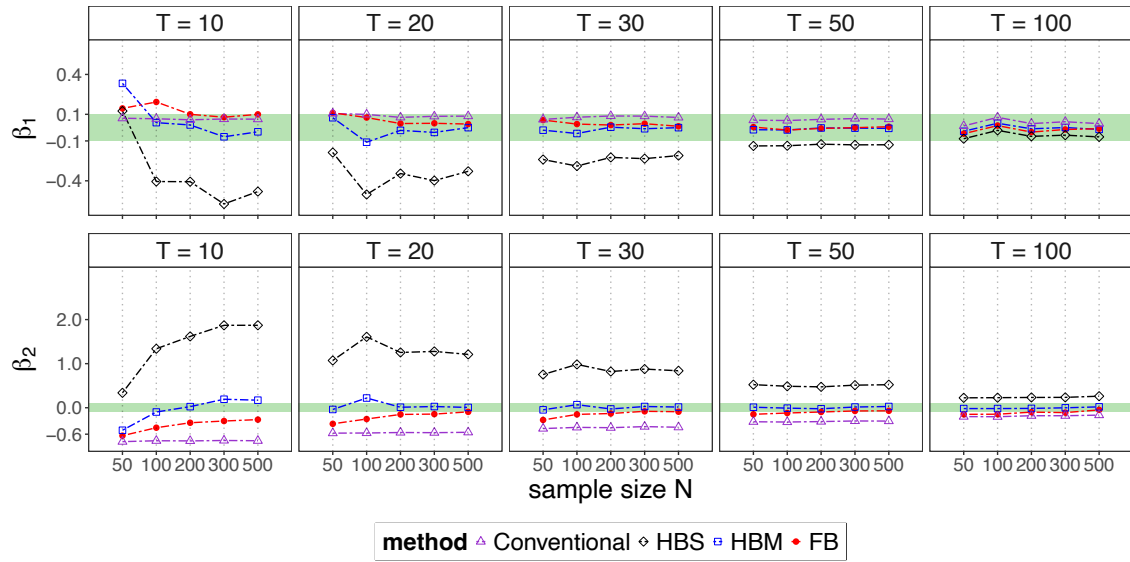 T = 10 T = 20 T = 30 T = 50 T = 100
0.4
0.1
−0.1
−0.4
β1
T = 10 T = 20 T = 30 T = 50 T = 100
2.0
1.0
0.0
−0.6
β2
50 100 200 300 500 50 100 200 300 500 50 100 200 300 500 50 100 200 300 500 50 100 200 300 500
sample size N
method Conventional HBS HBM FB